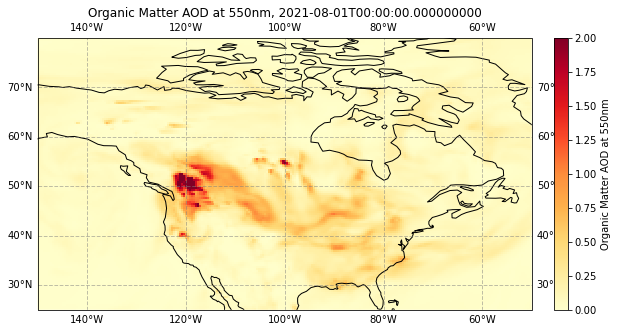 Organic Matter AOD at 550nm, 2021-08-01T00:00:00.000000000
140°W 120°W 100°W 80°W 60°W
70°N 70°N
60°N 60°N
50°N 50°N
40°N 40°N
30°N 30°N
140°W 120°W 100°W 80°W 60°W
2.00
1.75
1.50
1.25
1.00
0.75
0.50
0.25
0.00
Organic Matter AOD at 550nm